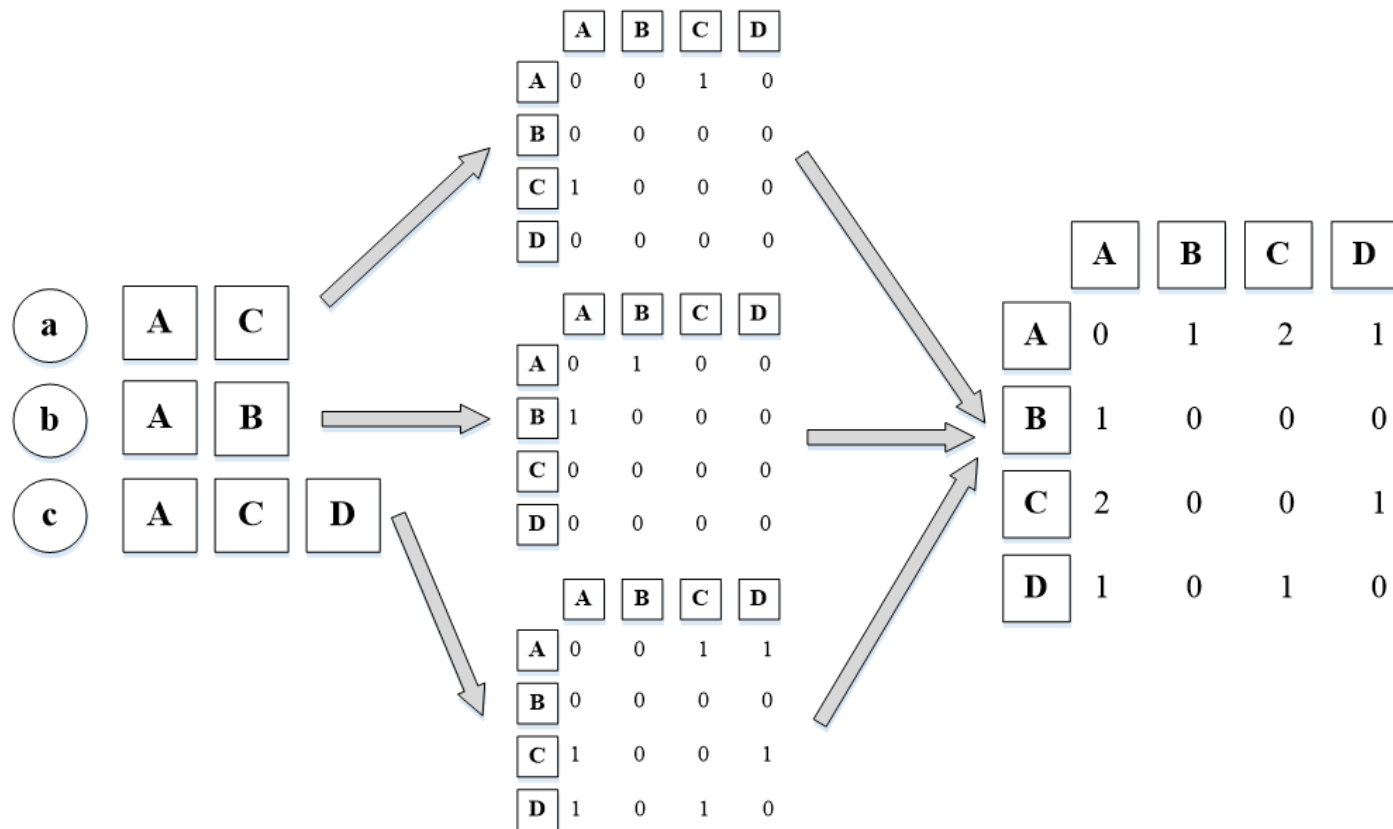 a A C
b A B
c A C D
A B C D
A 0 0 1 0
B 0 0 0 0
C 1 0 0 0
D 0 0 0 0
A B C D
A 0 1 0 0
B 1 0 0 0
C 0 0 0 0
D 0 0 0 0
A B C D
A 0 0 1 1
B 0 0 0 0
C 1 0 0 1
D 1 0 1 0
A B C D
A 0 1 2 1
B 1 0 0 0
C 2 0 0 1
D 1 0 1 0